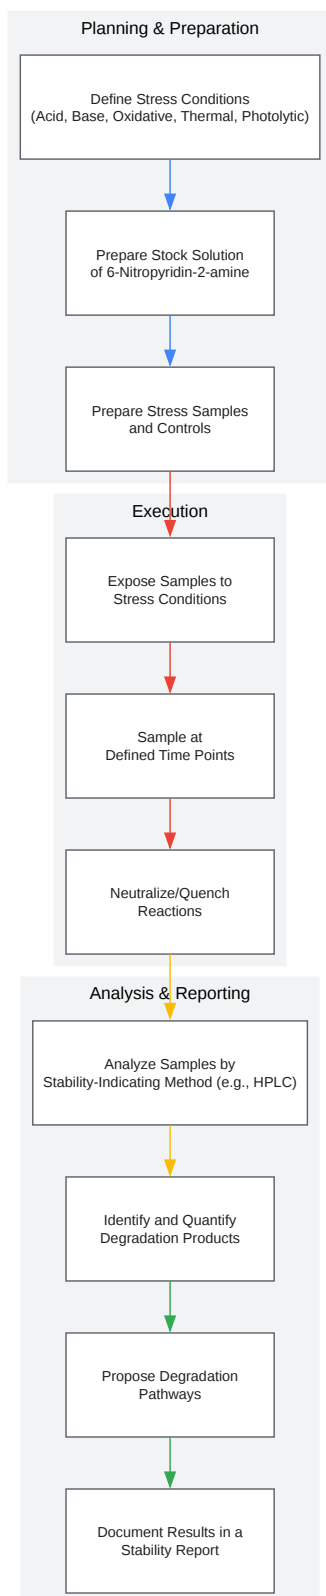 Planning & Preparation
Define Stress Conditions
(Acid, Base, Oxidative, Thermal, Photolytic)
Prepare Stock Solution
of 6-Nitropyridin-2-amine
Prepare Stress Samples
and Controls
Execution
Expose Samples to
Stress Conditions
Sample at
Defined Time Points
Neutralize/Quench
Reactions
Analysis & Reporting
Analyze Samples by
Stability-Indicating Method (e.g., HPLC)
Identify and Quantify
Degradation Products
Propose Degradation
Pathways
Document Results in a
Stability Report